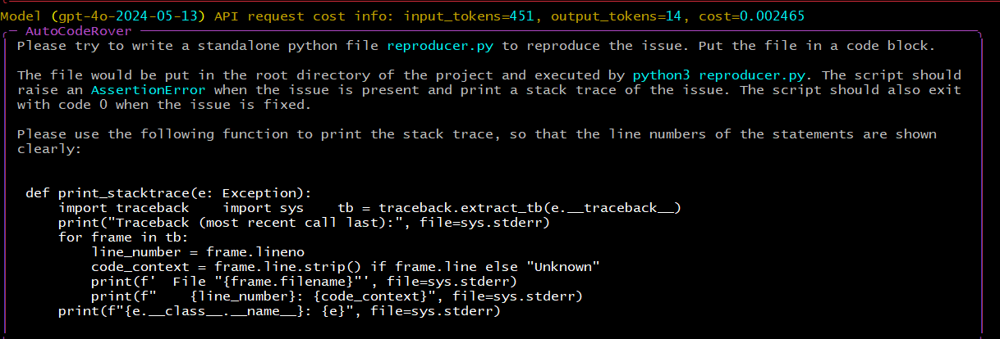 Model (gpt-4o-2024-05-13) API request cost info: input_tokens=451, output_tokens=14, cost=0.002465
AutoCodeRover
Please try to write a standalone python file reproducer.py to reproduce the issue. Put the file in a code block.
The file would be put in the root directory of the project and executed by python3 reproducer.py. The script should
raise an AssertionError when the issue is present and print a stack trace of the issue. The script should also exit
with code 0 when the issue is fixed.
Please use the following function to print the stack trace, so that the line numbers of the statements are shown
clearly:
def print_stacktrace(e: Exception):
    import traceback    import sys    tb = traceback.extract_tb(e.__traceback__)
    print("Traceback (most recent call last):", file=sys.stderr)
    for frame in tb:
        line_number = frame.lineno
        code_context = frame.line.strip() if frame.line else "Unknown"
        print(f'  File "{frame.filename}"', file=sys.stderr)
        print(f"    {line_number}: {code_context}", file=sys.stderr)
    print(f"{e.__class__.__name__}: {e}", file=sys.stderr)